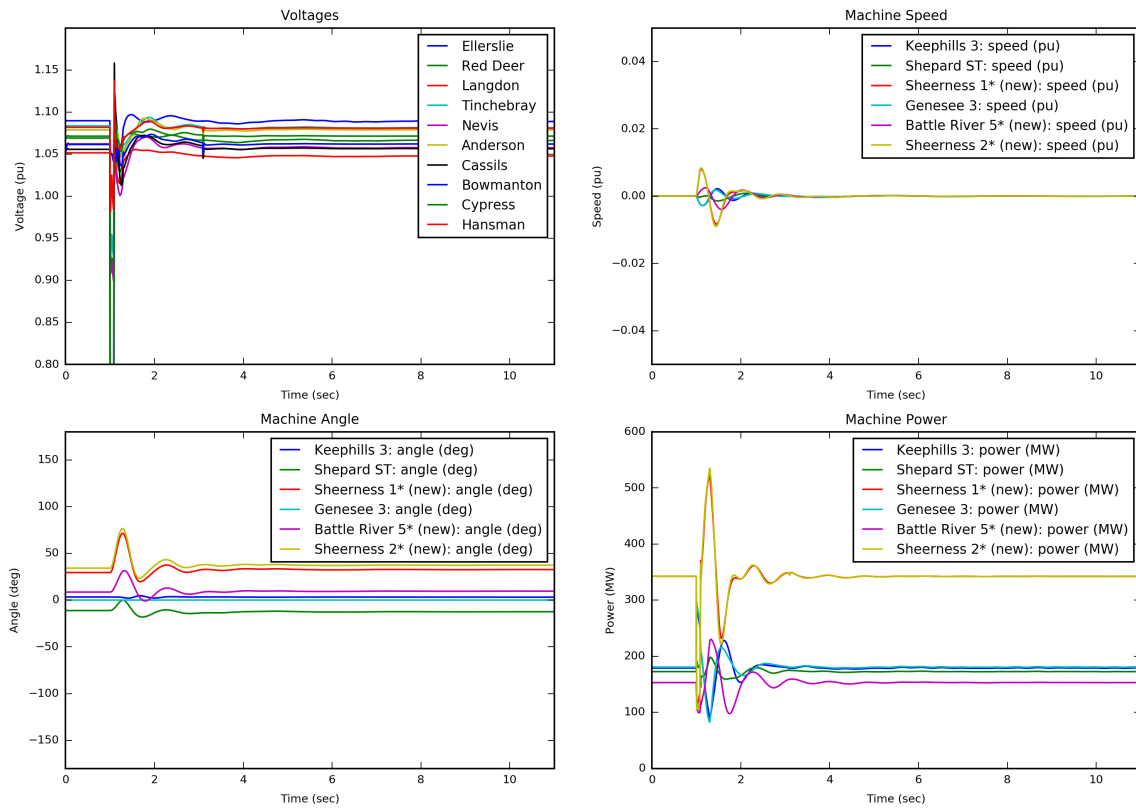 Voltages
1.15
1.10
1.05
1.00
0.95
0.90
0.85
0.80
Voltage (pu)
Ellerslie
Red Deer
Langdon
Tinchebray
Nevis
Anderson
Cassils
Bowmanton
Cypress
Hansman
0 2 4 6 8 10
Time (sec)
Machine Speed
0.04
0.02
0.00
−0.02
−0.04
Speed (pu)
Keephills 3: speed (pu)
Shepard ST: speed (pu)
Sheerness 1* (new): speed (pu)
Genesee 3: speed (pu)
Battle River 5* (new): speed (pu)
Sheerness 2* (new): speed (pu)
0 2 4 6 8 10
Time (sec)
Machine Angle
150
100
50
0
−50
−100
−150
Angle (deg)
Keephills 3: angle (deg)
Shepard ST: angle (deg)
Sheerness 1* (new): angle (deg)
Genesee 3: angle (deg)
Battle River 5* (new): angle (deg)
Sheerness 2* (new): angle (deg)
0 2 4 6 8 10
Time (sec)
Machine Power
600
500
400
300
200
100
0
Power (MW)
Keephills 3: power (MW)
Shepard ST: power (MW)
Sheerness 1* (new): power (MW)
Genesee 3: power (MW)
Battle River 5* (new): power (MW)
Sheerness 2* (new): power (MW)
0 2 4 6 8 10
Time (sec)